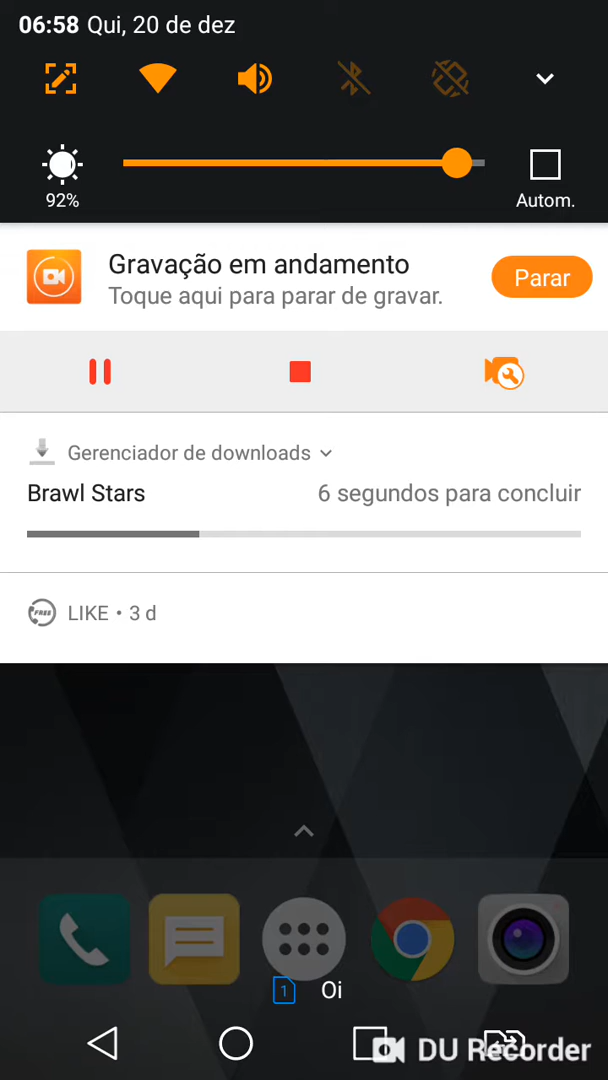 06:58 Qui, 20 de dez
92%
Autom.
Gravação em andamento
Toque aqui para parar de gravar.
Parar
Gerenciador de downloads
Brawl Stars
6 segundos para concluir
FREE
LIKE • 3 d
1 Oi
DU Recorder